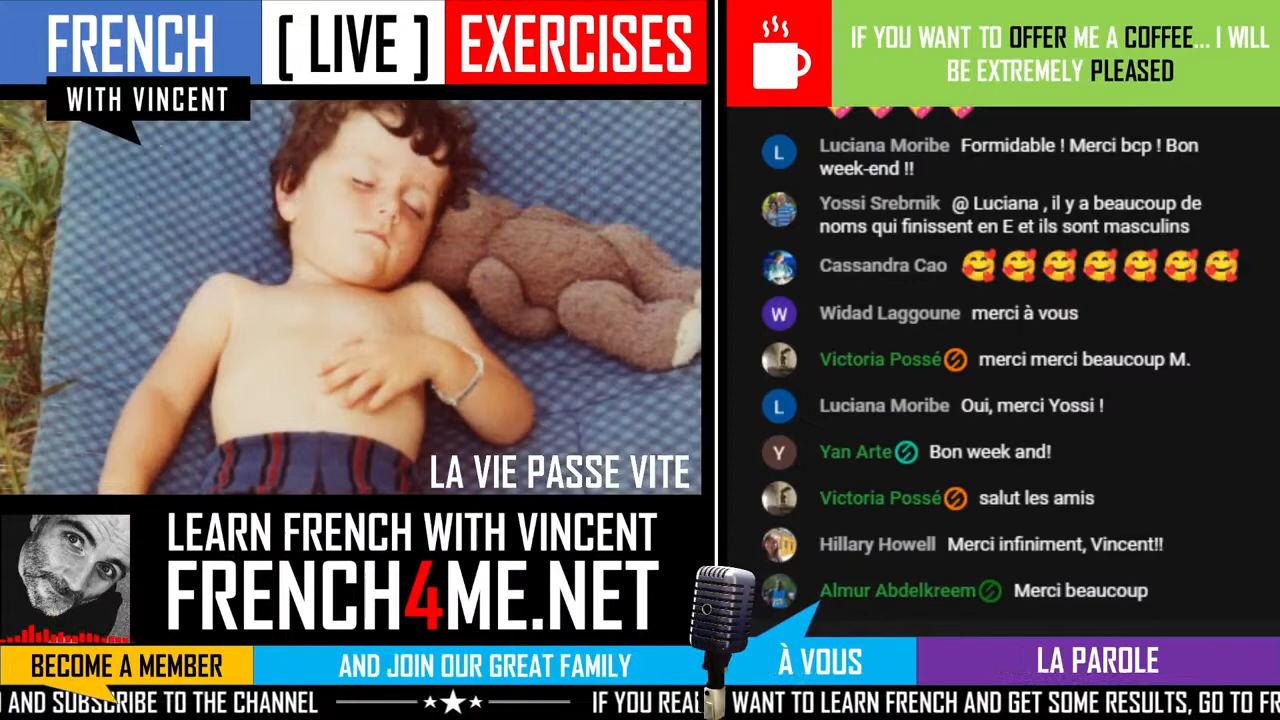 FRENCH
[ LIVE ]
EXERCISES
WITH VINCENT
LA VIE PASSE VITE
LEARN FRENCH WITH VINCENT
FRENCH4ME.NET
BECOME A MEMBER
AND JOIN OUR GREAT FAMILY
IF YOU WANT TO OFFER ME A COFFEE... I WILL
BE EXTREMELY PLEASED
L Luciana Moribe Formidable ! Merci bcp ! Bon
week-end !!
Yossi Srebrnik @ Luciana , il y a beaucoup de
noms qui finissent en E et ils sont masculins
Cassandra Cao 🥰🥰🥰🥰🥰🥰🥰
W Widad Laggoune merci à vous
Victoria Possé merci merci beaucoup M.
L Luciana Moribe Oui, merci Yossi !
Y Yan Arte Bon week and!
Victoria Possé salut les amis
Hillary Howell Merci infiniment, Vincent!!
Almur Abdelkreem Merci beaucoup
À VOUS
LA PAROLE
AND SUBSCRIBE TO THE CHANNEL
IF YOU REAL
WANT TO LEARN FRENCH AND GET SOME RESULTS, GO TO FR